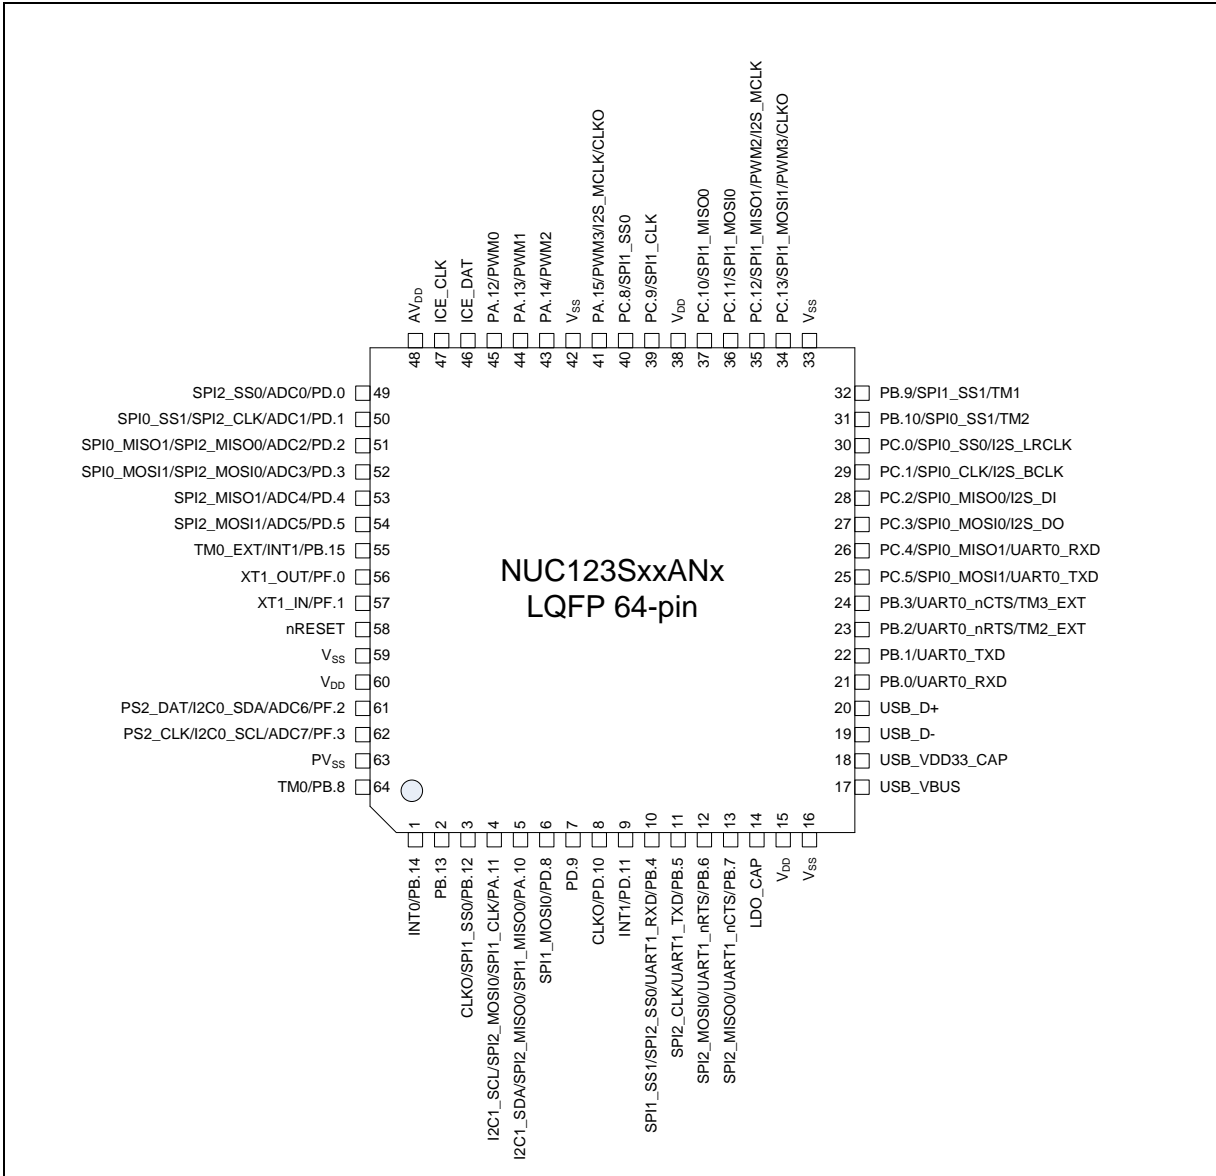 AVDD
ICE_CLK
ICE_DAT
PA.12/PWM0
PA.13/PWM1
PA.14/PWM2
VSS
PA.15/PWM3/I2S_MCLK/CLKO
PC.8/SPI1_SS0
PC.9/SPI1_CLK
VDD
PC.10/SPI1_MISO0
PC.11/SPI1_MOSI0
PC.12/SPI1_MISO1/PWM2/I2S_MCLK
PC.13/SPI1_MOSI1/PWM3/CLKO
VSS
48
47
46
45
44
43
42
41
40
39
38
37
36
35
34
33
SPI2_SS0/ADC0/PD.0 49
SPI0_SS1/SPI2_CLK/ADC1/PD.1 50
SPI0_MISO1/SPI2_MISO0/ADC2/PD.2 51
SPI0_MOSI1/SPI2_MOSI0/ADC3/PD.3 52
SPI2_MISO1/ADC4/PD.4 53
SPI2_MOSI1/ADC5/PD.5 54
TM0_EXT/INT1/PB.15 55
XT1_OUT/PF.0 56
XT1_IN/PF.1 57
nRESET 58
VSS 59
VDD 60
PS2_DAT/I2C0_SDA/ADC6/PF.2 61
PS2_CLK/I2C0_SCL/ADC7/PF.3 62
PVSS 63
TM0/PB.8 64
NUC123SxxANx
LQFP 64-pin
32 PB.9/SPI1_SS1/TM1
31 PB.10/SPI0_SS1/TM2
30 PC.0/SPI0_SS0/I2S_LRCLK
29 PC.1/SPI0_CLK/I2S_BCLK
28 PC.2/SPI0_MISO0/I2S_DI
27 PC.3/SPI0_MOSI0/I2S_DO
26 PC.4/SPI0_MISO1/UART0_RXD
25 PC.5/SPI0_MOSI1/UART0_TXD
24 PB.3/UART0_nCTS/TM3_EXT
23 PB.2/UART0_nRTS/TM2_EXT
22 PB.1/UART0_TXD
21 PB.0/UART0_RXD
20 USB_D+
19 USB_D-
18 USB_VDD33_CAP
17 USB_VBUS
1
2
3
4
5
6
7
8
9
10
11
12
13
14
15
16
INT0/PB.14
PB.13
CLKO/SPI1_SS0/PB.12
I2C1_SCL/SPI2_MOSI0/SPI1_CLK/PA.11
I2C1_SDA/SPI2_MISO0/SPI1_MISO0/PA.10
SPI1_MOSI0/PD.8
PD.9
CLKO/PD.10
INT1/PD.11
SPI1_SS1/SPI2_SS0/UART1_RXD/PB.4
SPI2_CLK/UART1_TXD/PB.5
SPI2_MOSI0/UART1_nRTS/PB.6
SPI2_MISO0/UART1_nCTS/PB.7
LDO_CAP
VDD
VSS